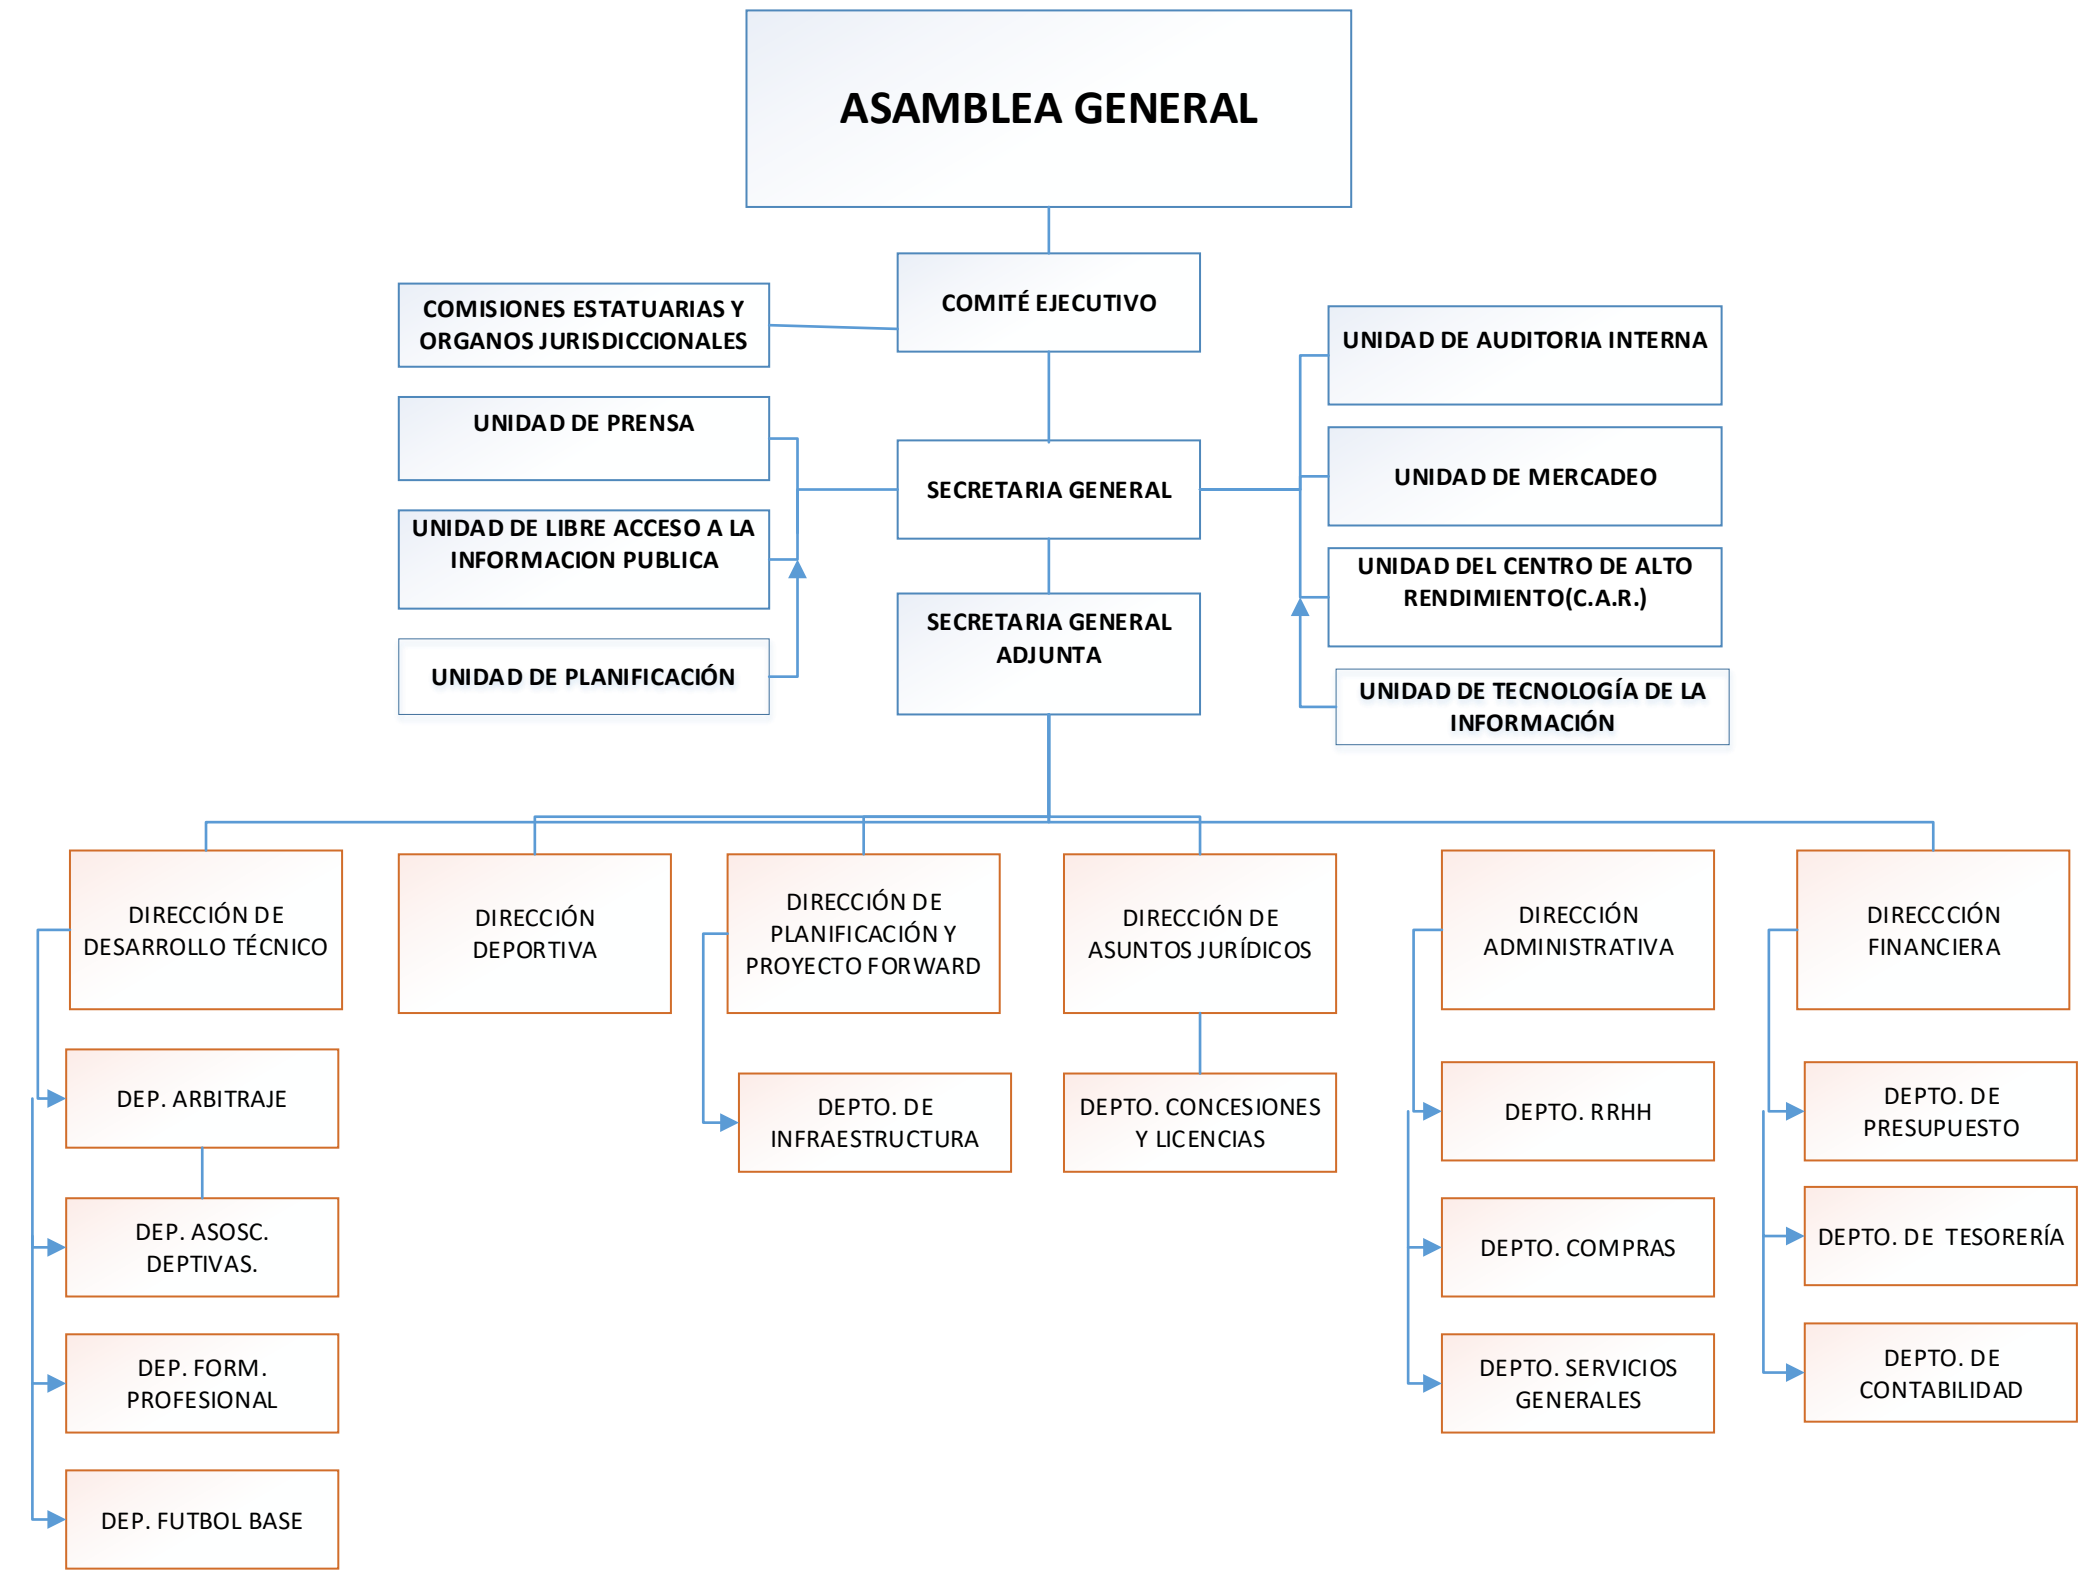 ASAMBLEA GENERAL
COMITÉ EJECUTIVO
COMISIONES ESTATUARIAS Y
ORGANOS JURISDICCIONALES
UNIDAD DE AUDITORIA INTERNA
UNIDAD DE PRENSA
UNIDAD DE MERCADEO
SECRETARIA GENERAL
UNIDAD DE LIBRE ACCESO A LA
INFORMACION PUBLICA
UNIDAD DEL CENTRO DE ALTO
RENDIMIENTO(C.A.R.)
SECRETARIA GENERAL
ADJUNTA
UNIDAD DE PLANIFICACIÓN
UNIDAD DE TECNOLOGÍA DE LA
INFORMACIÓN
DIRECCIÓN DE
DESARROLLO TÉCNICO
DIRECCIÓN
DEPORTIVA
DIRECCIÓN DE
PLANIFICACIÓN Y
PROYECTO FORWARD
DIRECCIÓN DE
ASUNTOS JURÍDICOS
DIRECCIÓN
ADMINISTRATIVA
DIRECCCIÓN
FINANCIERA
DEP. ARBITRAJE
DEPTO. DE
INFRAESTRUCTURA
DEPTO. CONCESIONES
Y LICENCIAS
DEPTO. RRHH
DEPTO. DE
PRESUPUESTO
DEP. ASOSC.
DEPTIVAS.
DEPTO. COMPRAS
DEPTO. DE TESORERÍA
DEP. FORM.
PROFESIONAL
DEPTO. SERVICIOS
GENERALES
DEPTO. DE
CONTABILIDAD
DEP. FUTBOL BASE